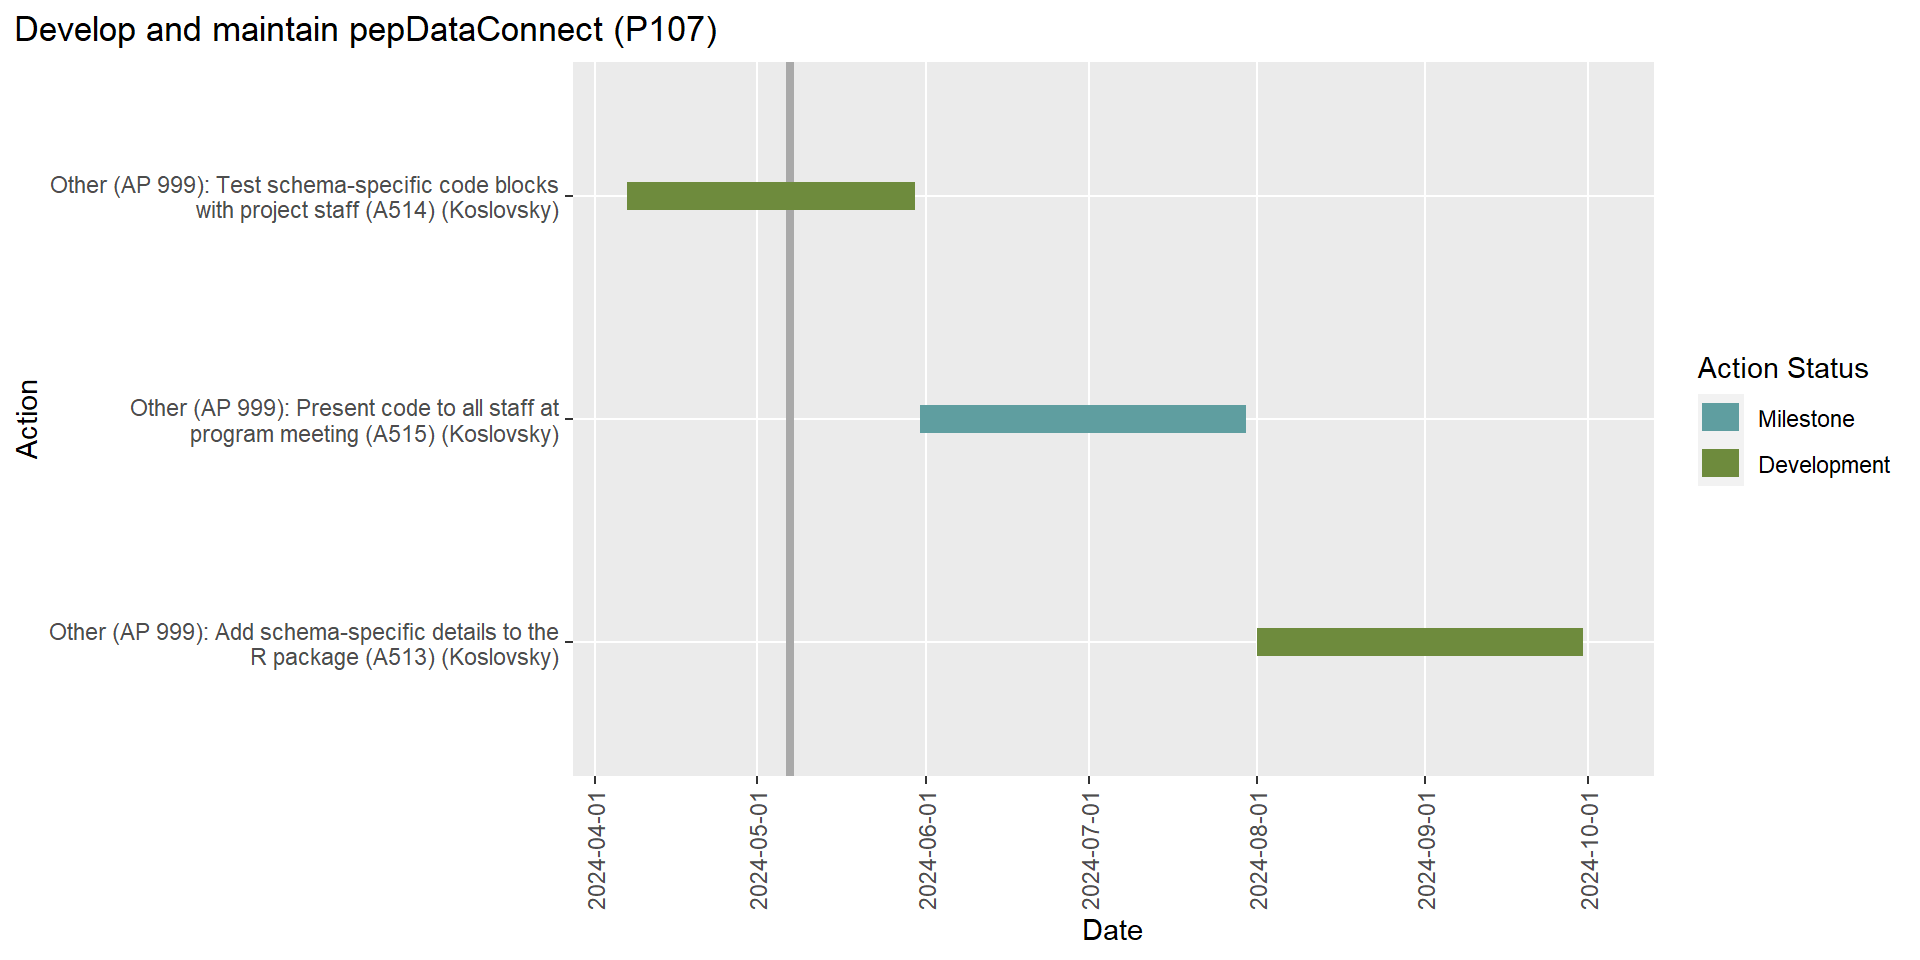 Develop and maintain pepDataConnect (P107)
Other (AP 999): Test schema-specific code blocks
with project staff (A514) (Koslovsky)
Other (AP 999): Present code to all staff at
program meeting (A515) (Koslovsky)
Other (AP 999): Add schema-specific details to the
R package (A513) (Koslovsky)
Action
2024-04-01
2024-05-01
2024-06-01
2024-07-01
2024-08-01
2024-09-01
2024-10-01
Date
Action Status
Milestone
Development